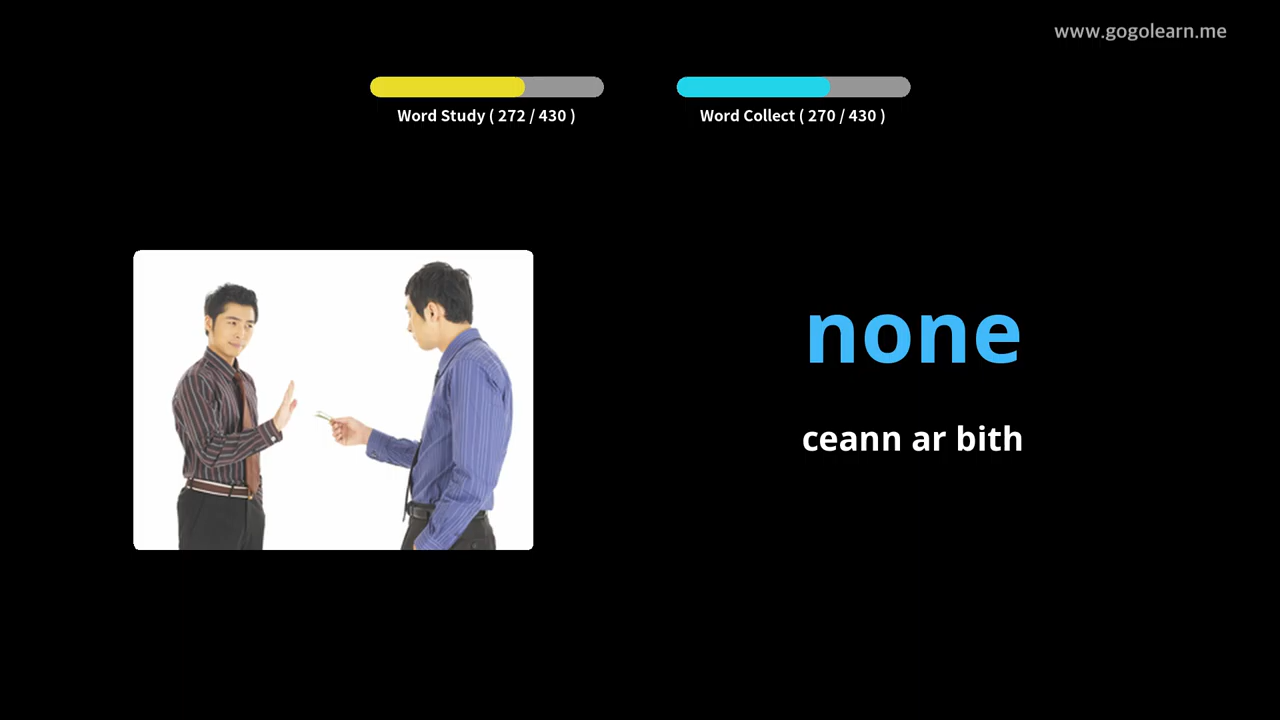 www.gogolearn.me
Word Study ( 272 / 430 )
Word Collect ( 270 / 430 )
none
ceann ar bith